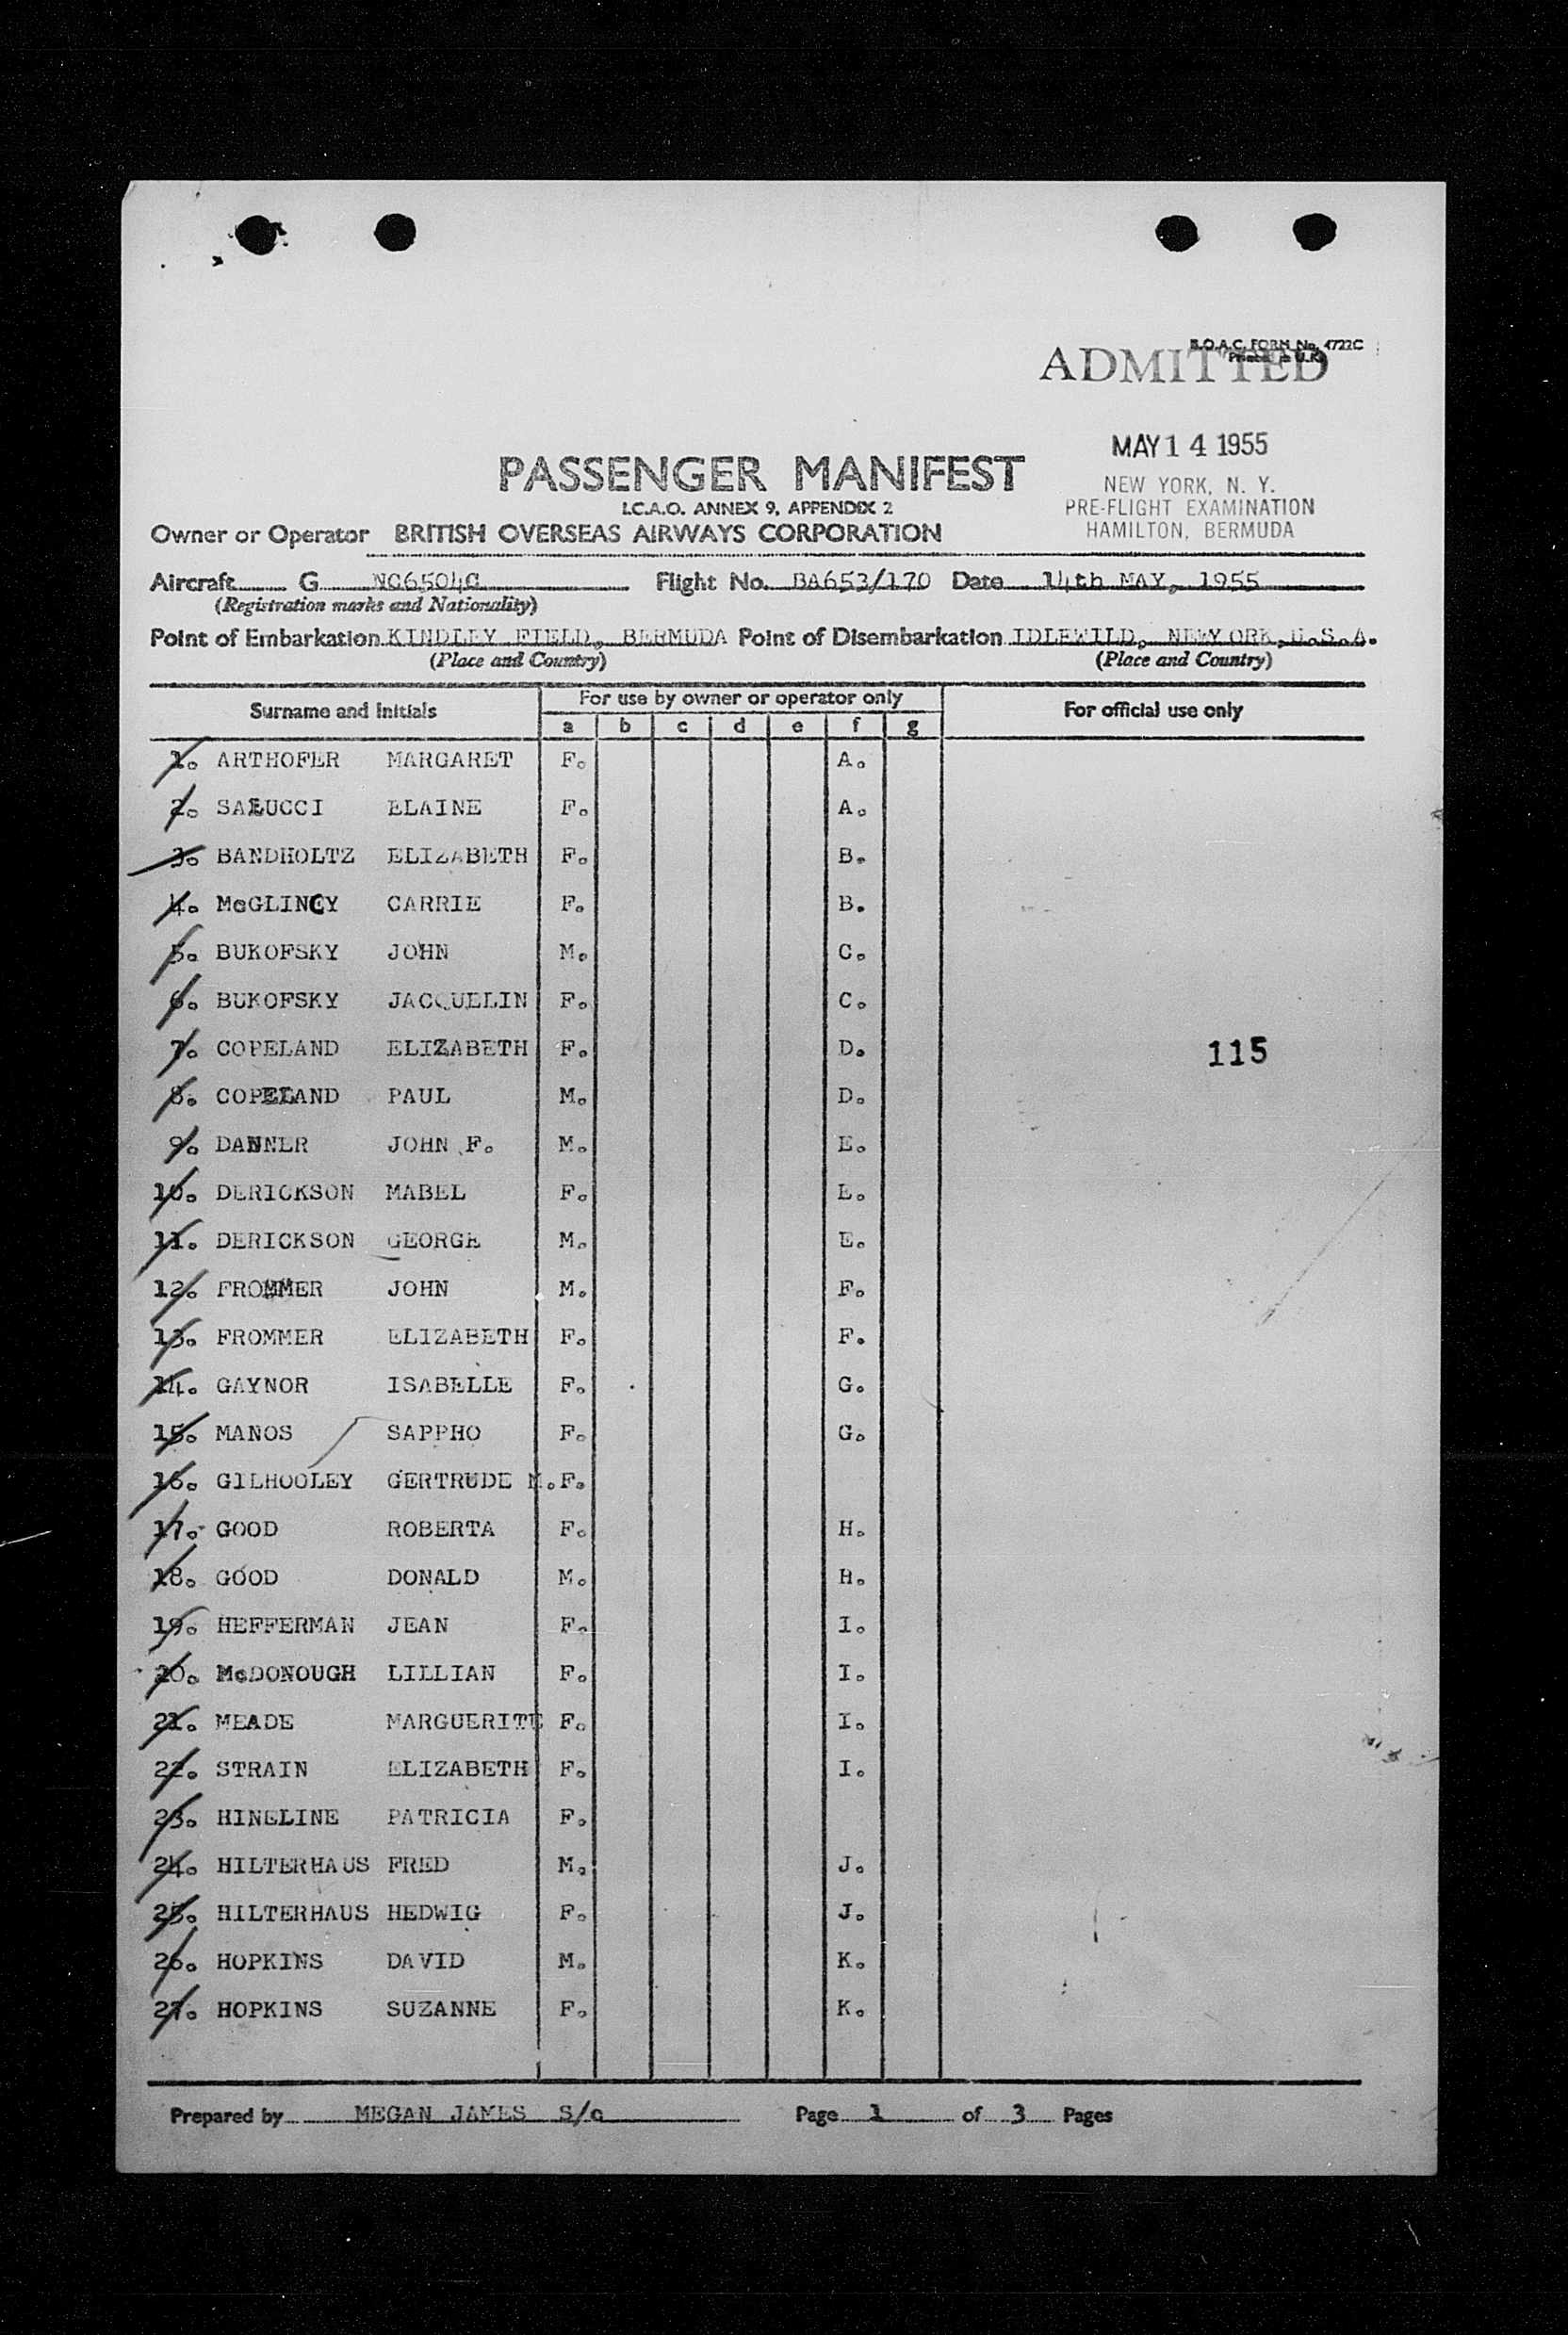 B.O.A.C. FORM No. 4722C
Printed in U.K.
ADMITTED
MAY 14 1955
NEW YORK, N. Y.
PRE-FLIGHT EXAMINATION
HAMILTON, BERMUDA
PASSENGER MANIFEST
I.C.A.O. ANNEX 9, APPENDIX 2
Owner or Operator BRITISH OVERSEAS AIRWAYS CORPORATION
Aircraft G NC6504C Flight No. BA653/170 Date 14th MAY, 1955
(Registration marks and Nationality)
Point of Embarkation KINDLEY FIELD, BERMUDA Point of Disembarkation IDLEWILD, NEWYORK, U.S.A.
(Place and Country) (Place and Country)
Surname and Initials For use by owner or operator only For official use only
a b c d e f g
1. ARTHOFER MARGARET F. A.
2. SALUCCI ELAINE F. A.
3. BANDHOLTZ ELIZABETH F. B.
4. McGLINCY CARRIE F. B.
5. BUKOFSKY JOHN M. C.
6. BUKOFSKY JACQUELIN F. C.
7. COPELAND ELIZABETH F. D.
115
8. COPELAND PAUL M. D.
9. DANNER JOHN F. M. E.
10. DERICKSON MABEL F. E.
11. DERICKSON GEORGE M. E.
12. FROMMER JOHN M. F.
13. FROMMER ELIZABETH F. F.
14. GAYNOR ISABELLE F. G.
15. MANOS SAPPHO F. G.
16. GILHOOLEY GERTRUDE M. F.
17. GOOD ROBERTA F. H.
18. GOOD DONALD M. H.
19. HEFFERMAN JEAN F. I.
20. McDONOUGH LILLIAN F. I.
21. MEADE MARGUERITE F. I.
22. STRAIN ELIZABETH F. I.
23. HINELINE PATRICIA F.
24. HILTERHAUS FRED M. J.
25. HILTERHAUS HEDWIG F. J.
26. HOPKINS DAVID M. K.
27. HOPKINS SUZANNE F. K.
Prepared by MEGAN JAMES S/c Page 1 of 3 Pages